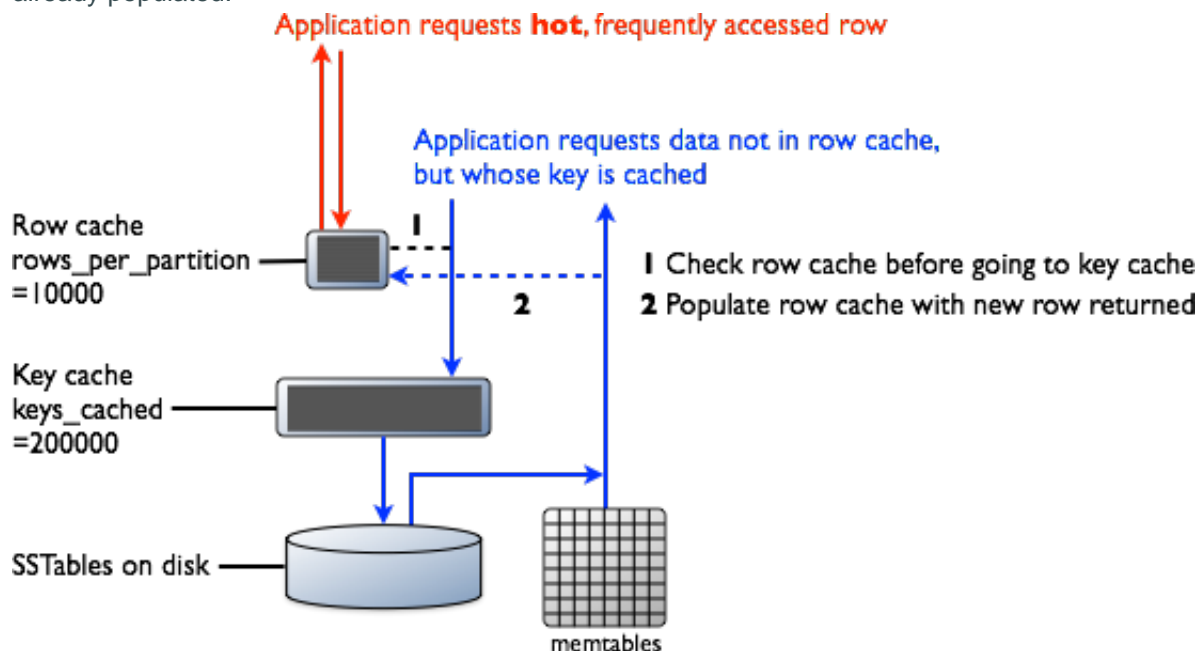 already populated.
Application requests hot, frequently accessed row
Application requests data not in row cache,
but whose key is cached
Row cache
rows_per_partition
=10000
1
2
1 Check row cache before going to key cache
2 Populate row cache with new row returned
Key cache
keys_cached
=200000
SSTables on disk
memtables